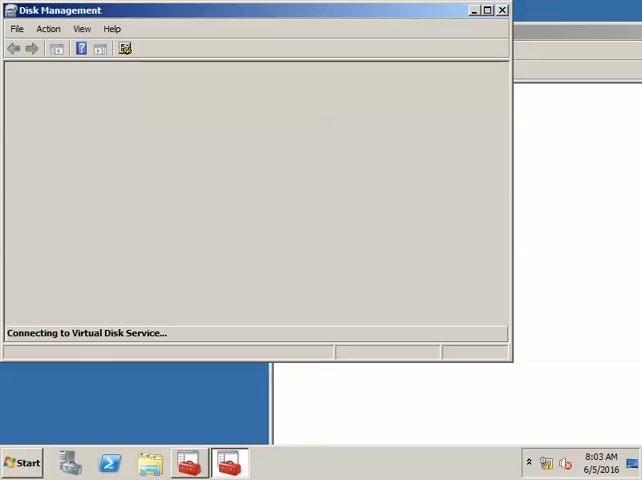 Disk Management
File Action View Help
Connecting to Virtual Disk Service...
Start
8:03 AM
6/5/2016